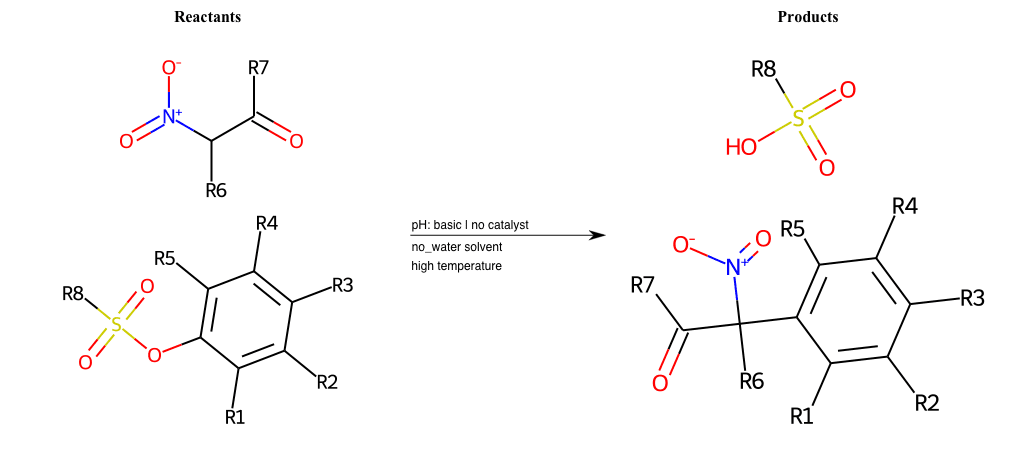 Reactants
Products
O-
R7
N+
O
O
R6
R8
O
S
HO
O
R4
R5
R3
R8
O
S
O
O
R2
R1
pH: basic | no catalyst
no_water solvent
high temperature
R4
R5
O-
O
N+
R7
R3
O
R6
R1
R2